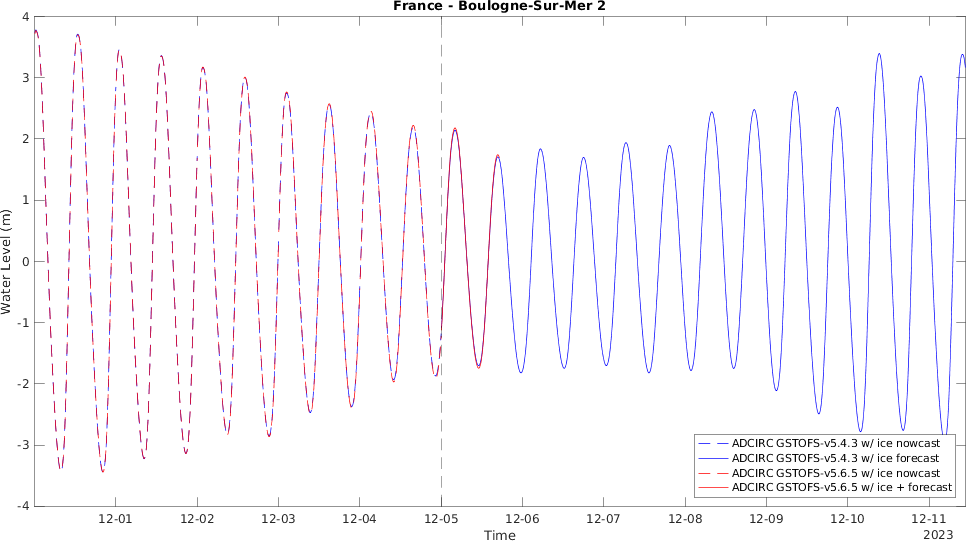 France - Boulogne-Sur-Mer 2
4
3
2
1
0
-1
-2
-3
-4
Water Level (m)
12-01 12-02 12-03 12-04 12-05 12-06 12-07 12-08 12-09 12-10 12-11
Time
2023
ADCIRC GSTOFS-v5.4.3 w/ ice nowcast
ADCIRC GSTOFS-v5.4.3 w/ ice forecast
ADCIRC GSTOFS-v5.6.5 w/ ice nowcast
ADCIRC GSTOFS-v5.6.5 w/ ice + forecast